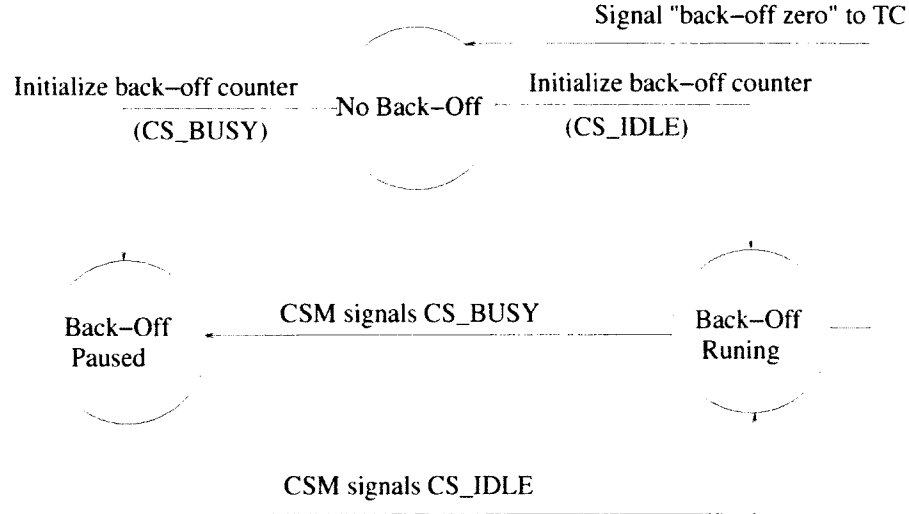 Signal "back–off zero" to TC
Initialize back–off counter
(CS_BUSY)
No Back–Off
Initialize back–off counter
(CS_IDLE)
Back–Off
Paused
CSM signals CS_BUSY
Back–Off
Runing
CSM signals CS_IDLE